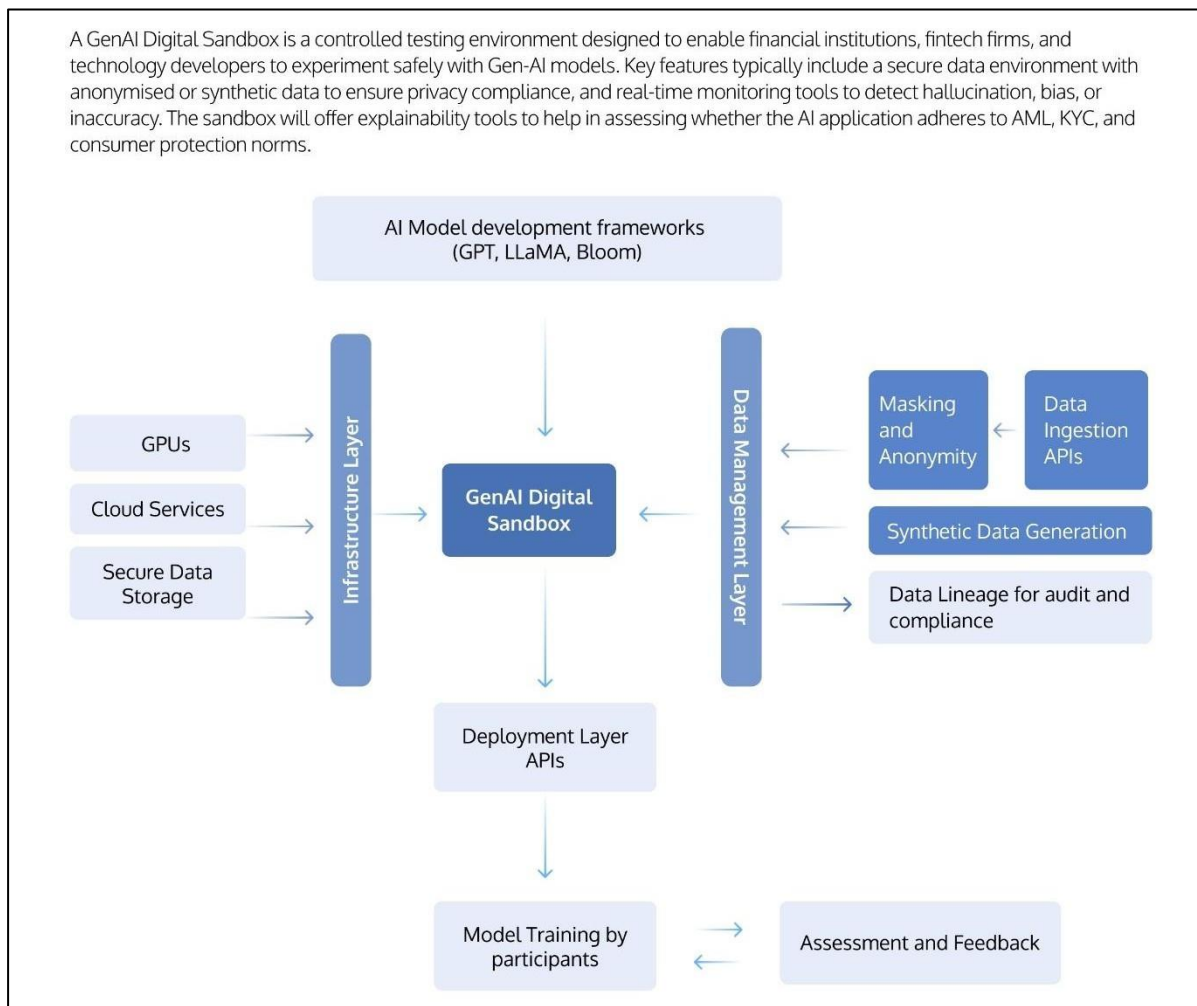 A GenAI Digital Sandbox is a controlled testing environment designed to enable financial institutions, fintech firms, and
technology developers to experiment safely with Gen-AI models. Key features typically include a secure data environment with
anonymised or synthetic data to ensure privacy compliance, and real-time monitoring tools to detect hallucination, bias, or
inaccuracy. The sandbox will offer explainability tools to help in assessing whether the AI application adheres to AML, KYC, and
consumer protection norms.
AI Model development frameworks
(GPT, LLaMA, Bloom)
GPUs
Cloud Services
Secure Data
Storage
Infrastructure Layer
GenAI Digital
Sandbox
Data Management Layer
Masking
and
Anonymity
Data
Ingestion
APIs
Synthetic Data Generation
Data Lineage for audit and
compliance
Deployment Layer
APIs
Model Training by
participants
Assessment and Feedback